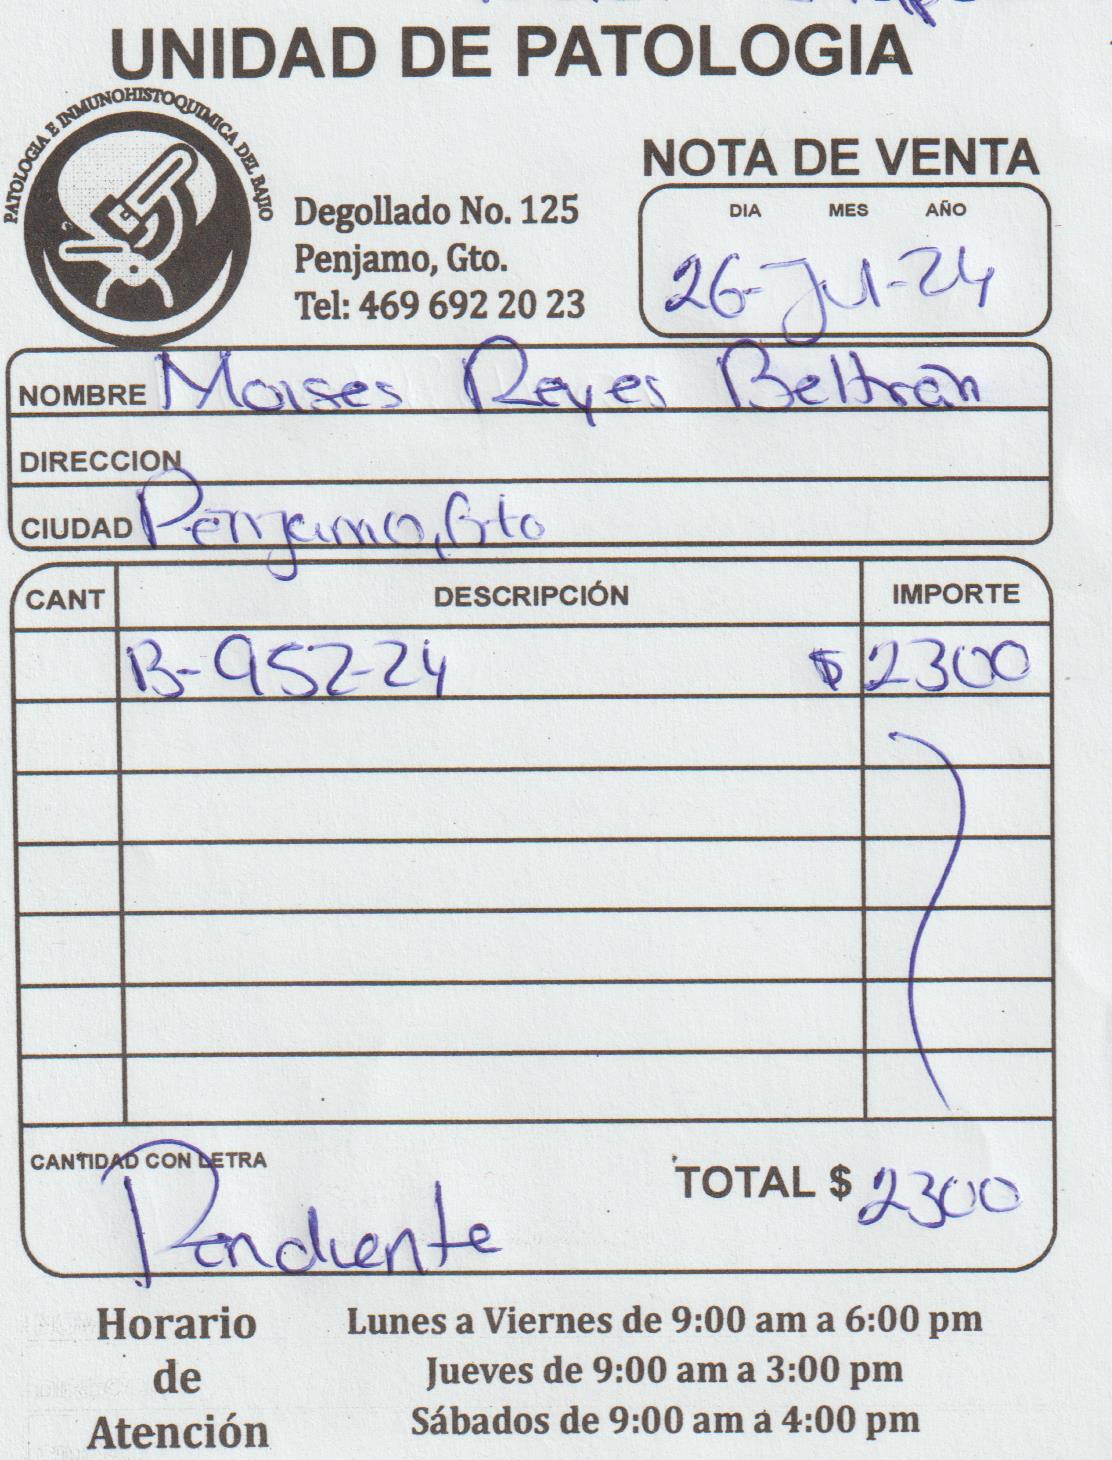 UNIDAD DE PATOLOGIA
PATOLOGIA E INMUNOHISTOQUIMICA DEL BAJIO
NOTA DE VENTA
Degollado No. 125
Penjamo, Gto.
Tel: 469 692 20 23
DIA MES AÑO
26-Jul-24
NOMBRE Moises Reyes Beltrán
DIRECCION
CIUDAD Penjamo, Gto
CANT DESCRIPCIÓN IMPORTE
B-952-24 $ 2300
CANTIDAD CON LETRA
Pendiente
TOTAL $ 2300
Horario de Atención
Lunes a Viernes de 9:00 am a 6:00 pm
Jueves de 9:00 am a 3:00 pm
Sábados de 9:00 am a 4:00 pm